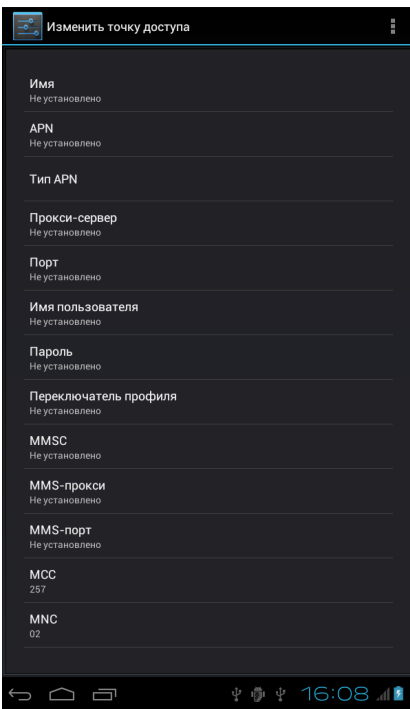 Изменить точку доступа
Имя
Не установлено
APN
Не установлено
Тип APN
Прокси-сервер
Не установлено
Порт
Не установлено
Имя пользователя
Не установлено
Пароль
Не установлено
Переключатель профиля
Не установлено
MMSC
Не установлено
MMS-прокси
Не установлено
MMS-порт
Не установлено
MCC
257
MNC
02
16:08